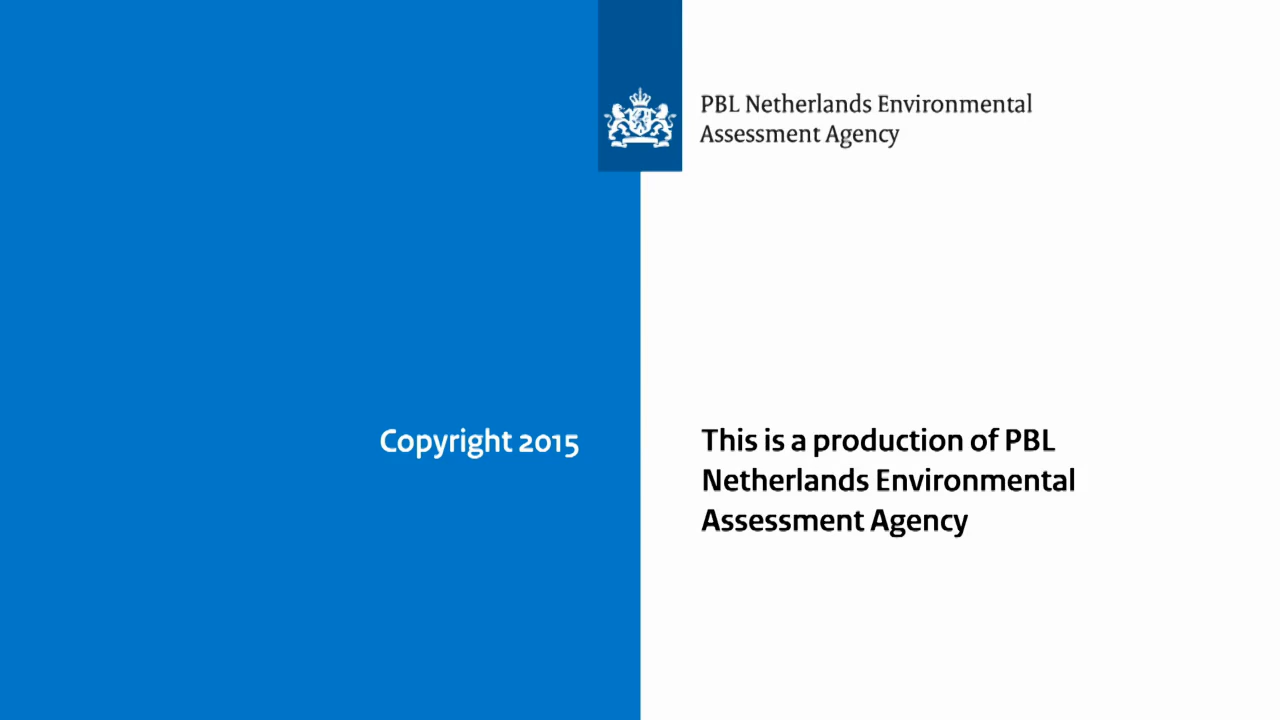 PBL Netherlands Environmental
Assessment Agency
Copyright 2015
This is a production of PBL
Netherlands Environmental
Assessment Agency